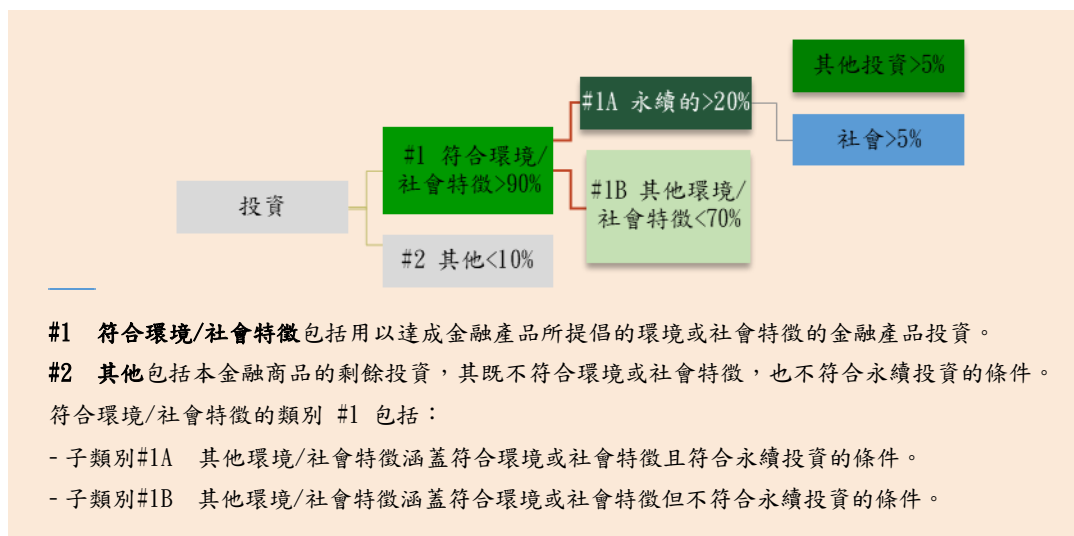 投資
#1 符合環境/
社會特徵>90%
#2 其他<10%
#1A 永續的>20%
#1B 其他環境/
社會特徵<70%
其他投資>5%
社會>5%
#1 符合環境/社會特徵包括用以達成金融產品所提倡的環境或社會特徵的金融產品投資。
#2 其他包括本金融商品的剩餘投資，其既不符合環境或社會特徵，也不符合永續投資的條件。
符合環境/社會特徵的類別 #1 包括：
- 子類別#1A 其他環境/社會特徵涵蓋符合環境或社會特徵且符合永續投資的條件。
- 子類別#1B 其他環境/社會特徵涵蓋符合環境或社會特徵但不符合永續投資的條件。